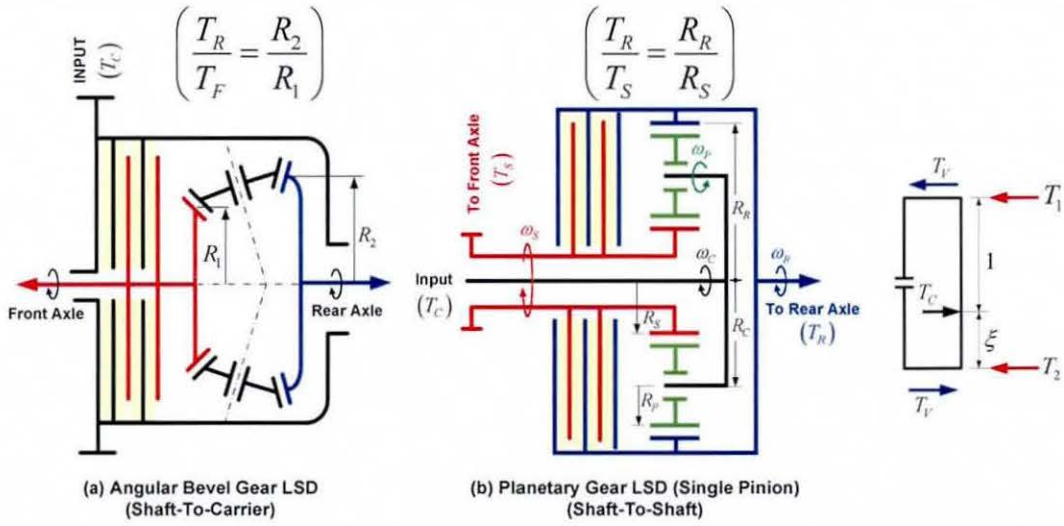 (T_R / T_F = R_2 / R_1)
INPUT
(T_C)
R_1
R_2
Front Axle
Rear Axle
(a) Angular Bevel Gear LSD
(Shaft-To-Carrier)
(T_R / T_S = R_R / R_S)
To Front Axle
(T_S)
ω_S
Input
(T_C)
ω_P
R_R
ω_C
ω_R
R_S
R_C
R_P
To Rear Axle
(T_R)
(b) Planetary Gear LSD (Single Pinion)
(Shaft-To-Shaft)
T_V
T_1
1
T_C
ξ
T_2
T_V